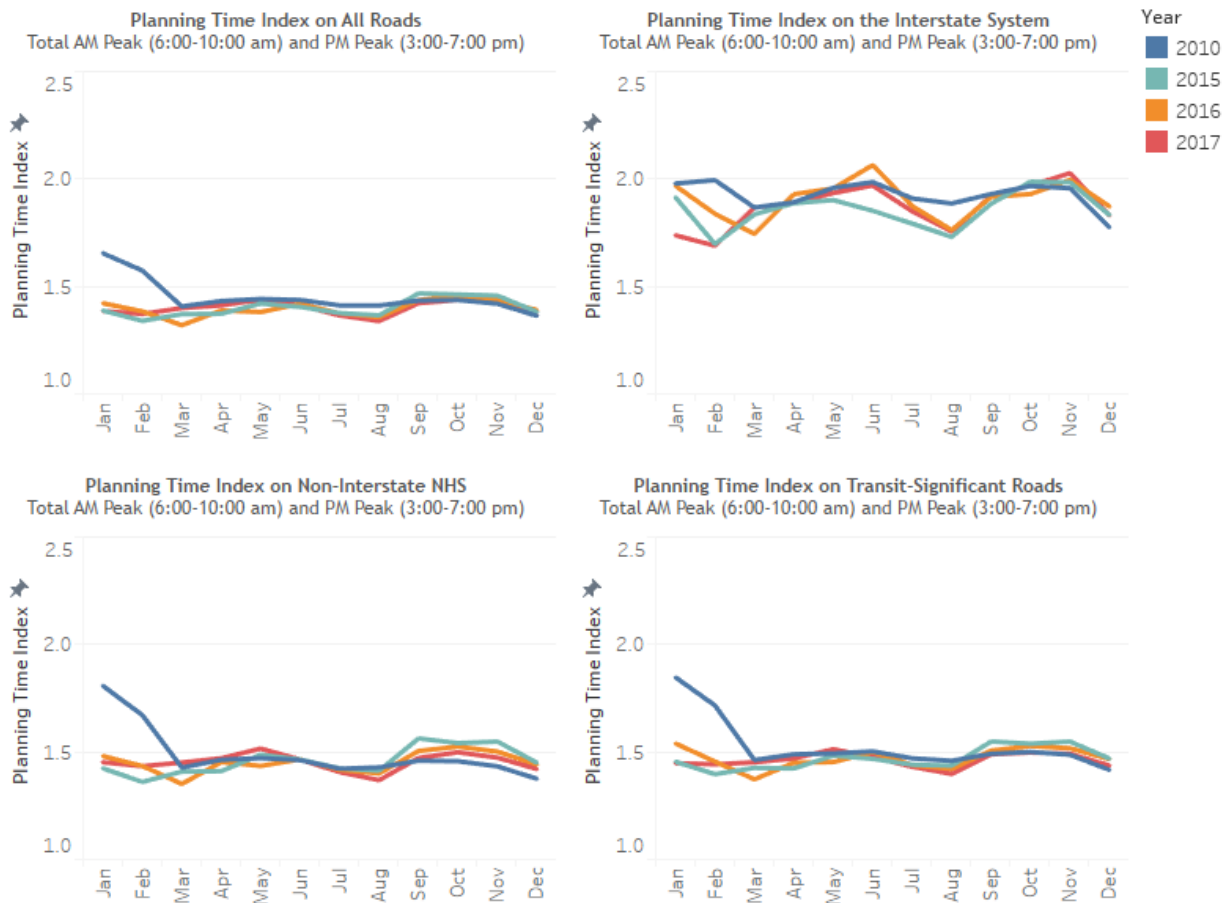 Planning Time Index on All Roads
Total AM Peak (6:00-10:00 am) and PM Peak (3:00-7:00 pm)
Planning Time Index
2.5
2.0
1.5
1.0
Jan Feb Mar Apr May Jun Jul Aug Sep Oct Nov Dec
Planning Time Index on the Interstate System
Total AM Peak (6:00-10:00 am) and PM Peak (3:00-7:00 pm)
Planning Time Index
2.5
2.0
1.5
1.0
Jan Feb Mar Apr May Jun Jul Aug Sep Oct Nov Dec
Year
2010
2015
2016
2017
Planning Time Index on Non-Interstate NHS
Total AM Peak (6:00-10:00 am) and PM Peak (3:00-7:00 pm)
Planning Time Index
2.5
2.0
1.5
1.0
Jan Feb Mar Apr May Jun Jul Aug Sep Oct Nov Dec
Planning Time Index on Transit-Significant Roads
Total AM Peak (6:00-10:00 am) and PM Peak (3:00-7:00 pm)
Planning Time Index
2.5
2.0
1.5
1.0
Jan Feb Mar Apr May Jun Jul Aug Sep Oct Nov Dec